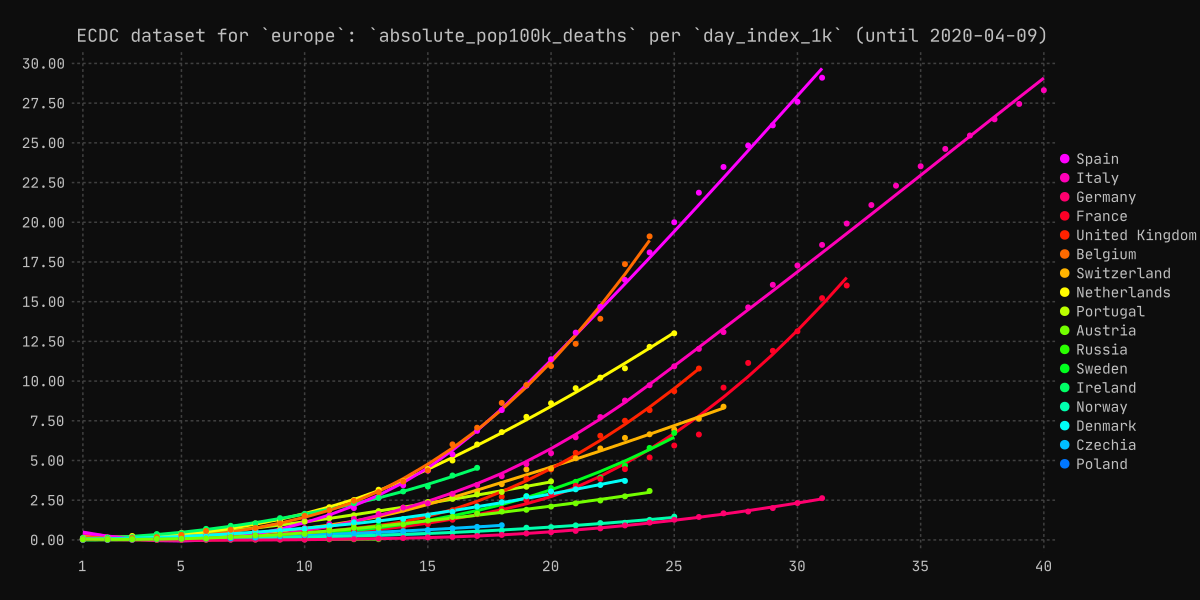 ECDC dataset for `europe`: `absolute_pop100k_deaths` per `day_index_1k` (until 2020-04-09)
30.00
27.50
25.00
22.50
20.00
17.50
15.00
12.50
10.00
7.50
5.00
2.50
0.00
1 5 10 15 20 25 30 35 40
Spain
Italy
Germany
France
United Kingdom
Belgium
Switzerland
Netherlands
Portugal
Austria
Russia
Sweden
Ireland
Norway
Denmark
Czechia
Poland